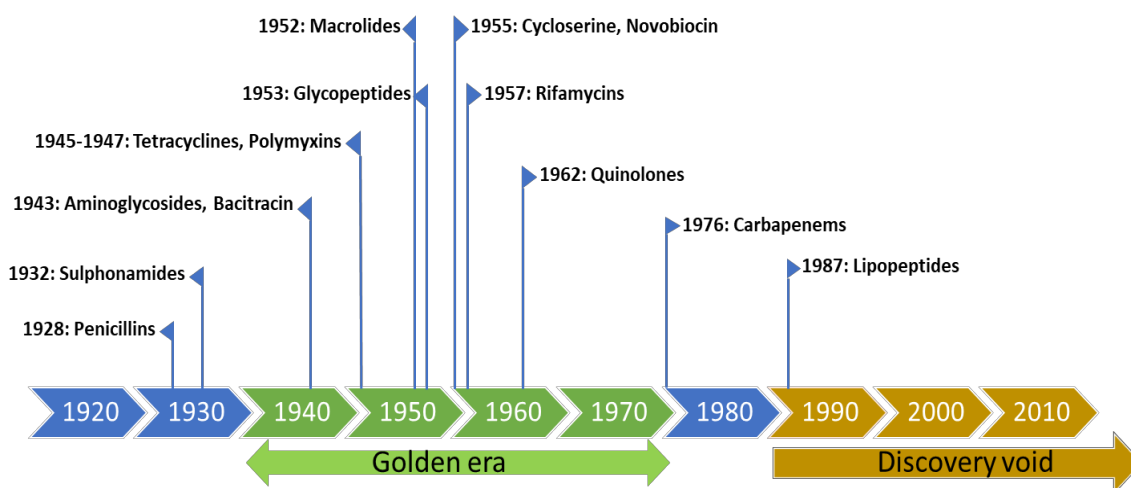 1952: Macrolides
1955: Cycloserine, Novobiocin
1953: Glycopeptides
1957: Rifamycins
1945-1947: Tetracyclines, Polymyxins
1962: Quinolones
1943: Aminoglycosides, Bacitracin
1976: Carbapenems
1932: Sulphonamides
1987: Lipopeptides
1928: Penicillins
1920 1930 1940 1950 1960 1970 1980 1990 2000 2010
Golden era
Discovery void